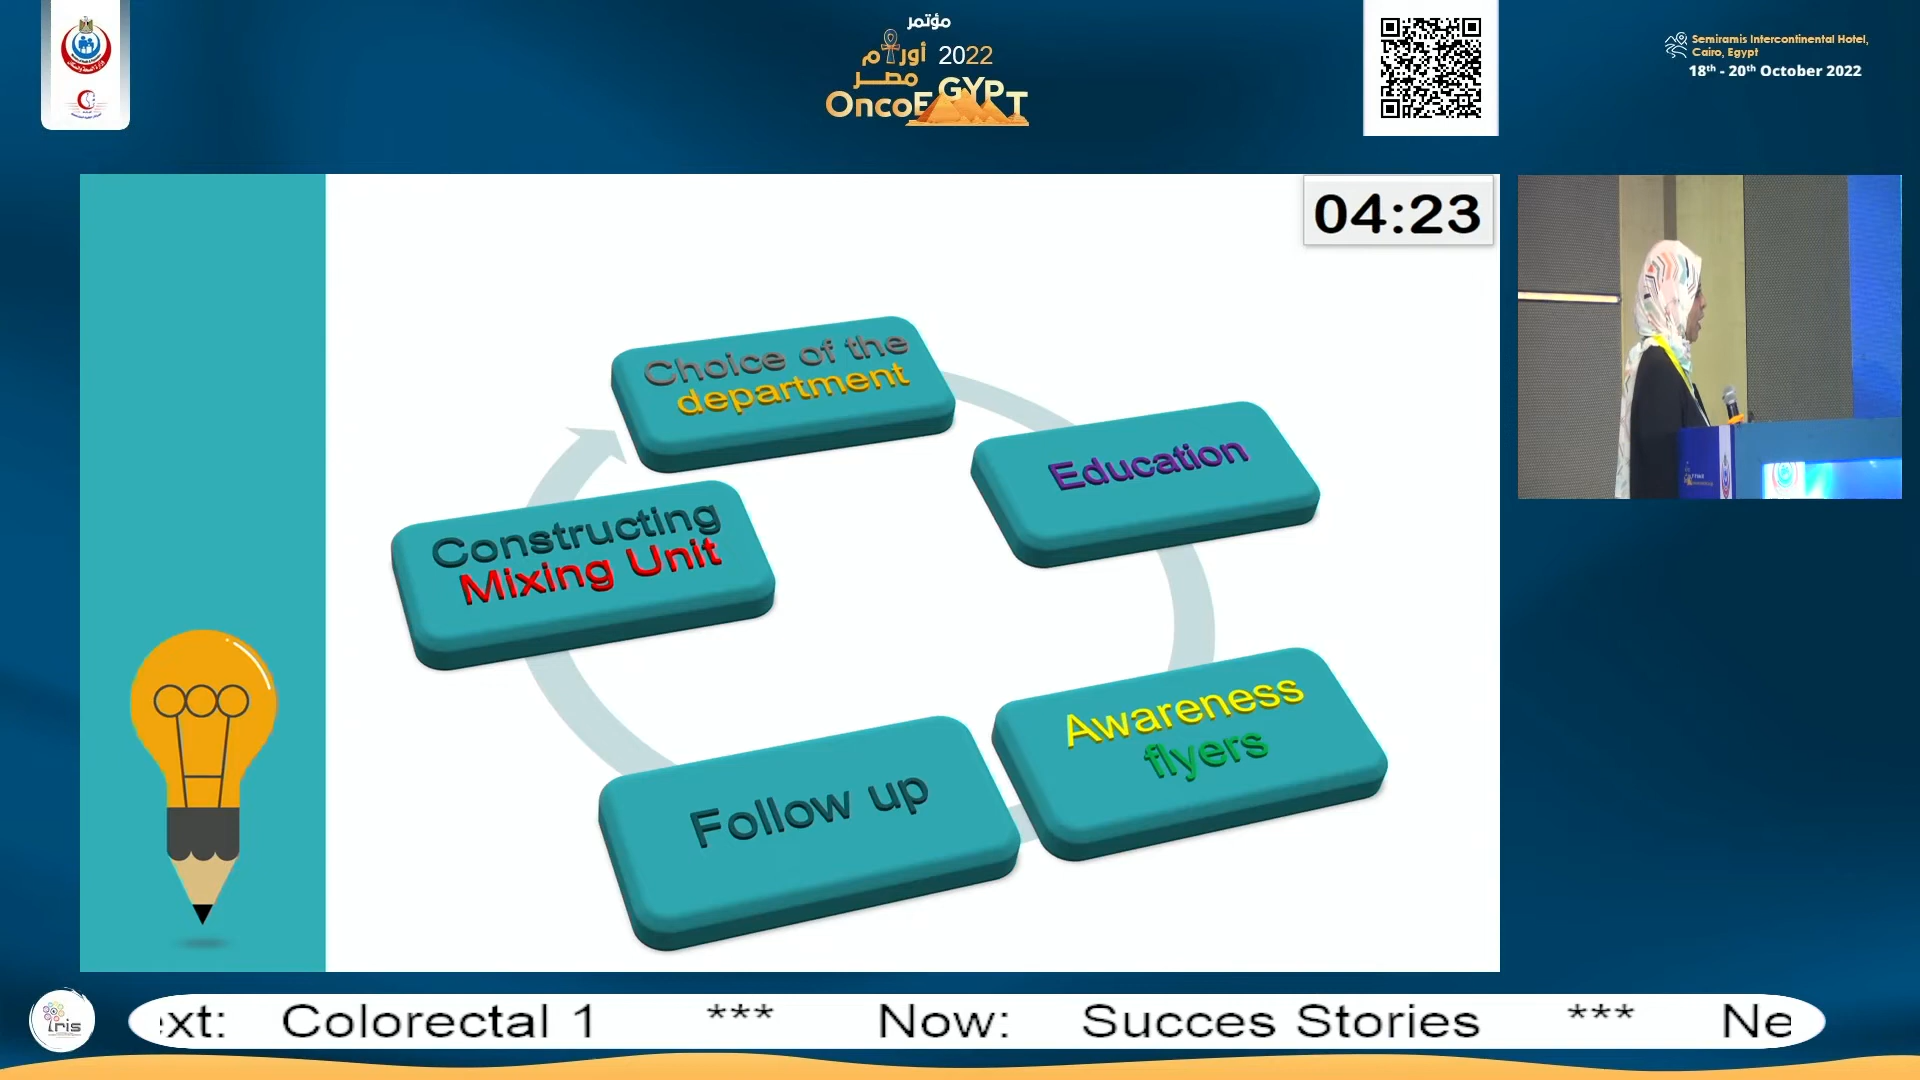 مؤتمر
أورام 2022
مصر
OncoEGYPT
Semiramis Intercontinental Hotel,
Cairo, Egypt
18th - 20th October 2022
04:23
Choice of the
department
Education
Constructing
Mixing Unit
Awareness
flyers
Follow up
iris
ext: Colorectal 1 *** Now: Succes Stories *** Ne